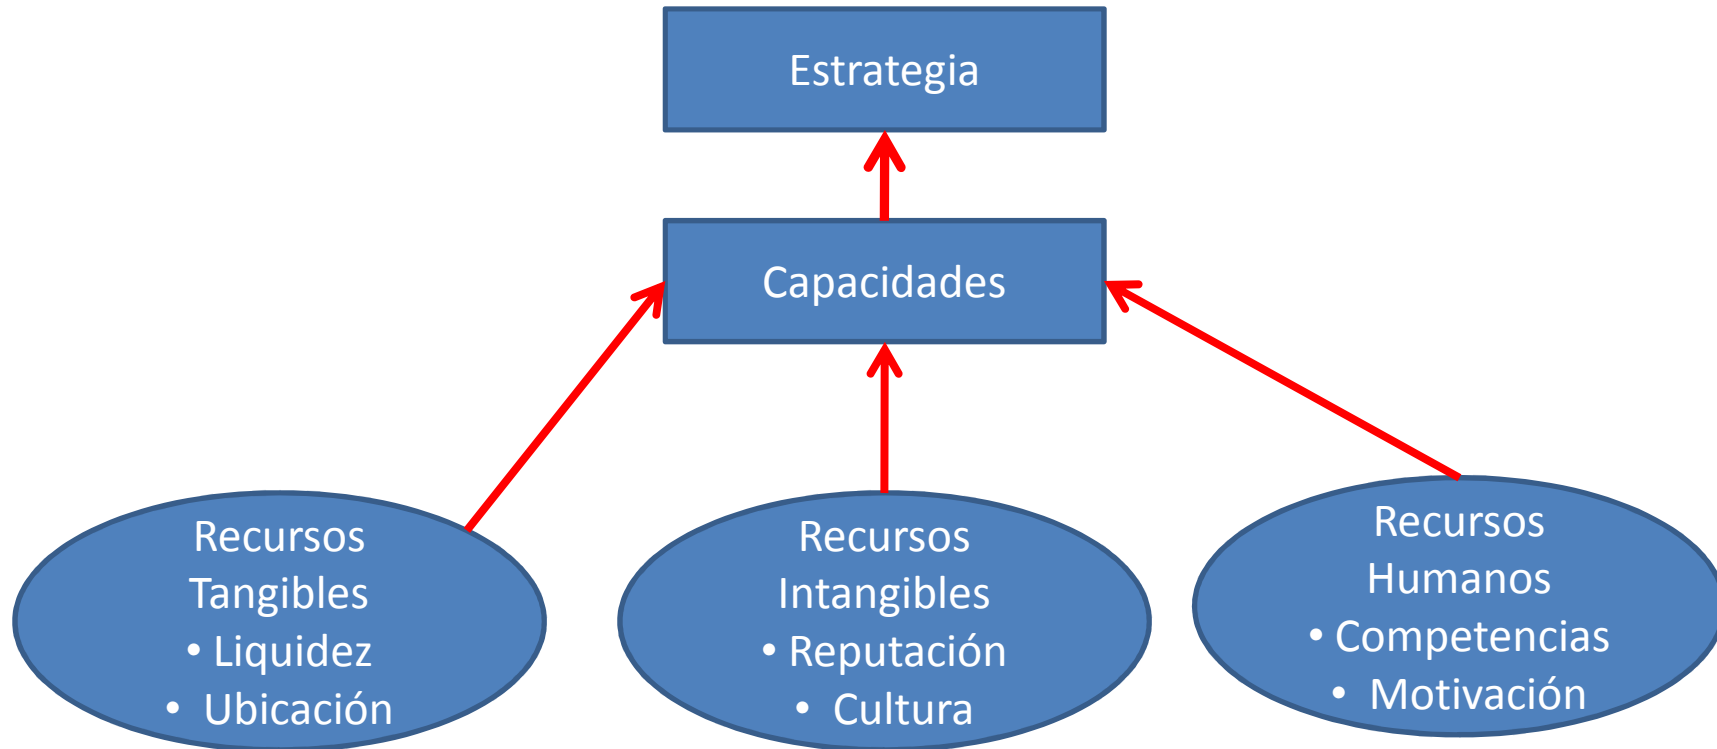 Estrategia
Capacidades
Recursos
Tangibles
• Liquidez
• Ubicación
Recursos
Intangibles
• Reputación
• Cultura
Recursos
Humanos
• Competencias
• Motivación